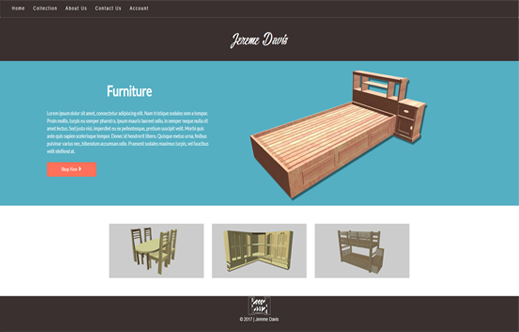 Home Collection About Us Contact Us Account
Jereme Davis
Furniture
Lorem ipsum dolor sit amet, consectetur adipiscing elit. Nam tristique sodales sem a tempor.
Proin mollis, turpis eu semper pharetra, ipsum mauris laoreet odio, in semper neque nulla sit
amet lectus. Sed justo nisi, imperdiet eu ex pellentesque, pretium suscipit velit. Morbi quis
ante quis sapien scelerisque tempor. Donec id hendrerit libero. Quisque metus urna, finibus
pulvinar varius nec, bibendum accumsan odio. Praesent sodales maximus turpis, vel faucibus
velit eleifend at.
Shop Now
© 2017 | Jereme Davis